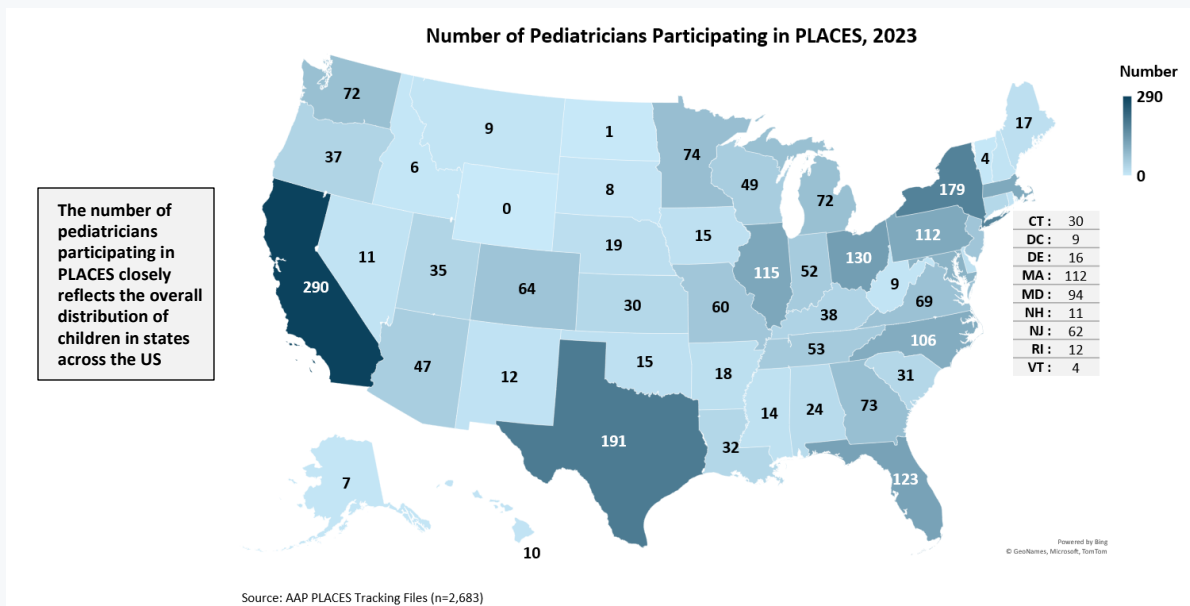 Number of Pediatricians Participating in PLACES, 2023
Number
290
0
The number of
pediatricians
participating in
PLACES closely
reflects the overall
distribution of
children in states
across the US
72
9
1
74
17
37
6
8
49
72
4
179
0
19
15
112
11
35
64
115
52
130
9
69
290
30
60
38
106
47
12
15
18
53
31
191
14
24
73
32
123
7
10
CT : 30
DC : 9
DE : 16
MA : 112
MD : 94
NH : 11
NJ : 62
RI : 12
VT : 4
Powered by Bing
© GeoNames, Microsoft, TomTom
Source: AAP PLACES Tracking Files (n=2,683)